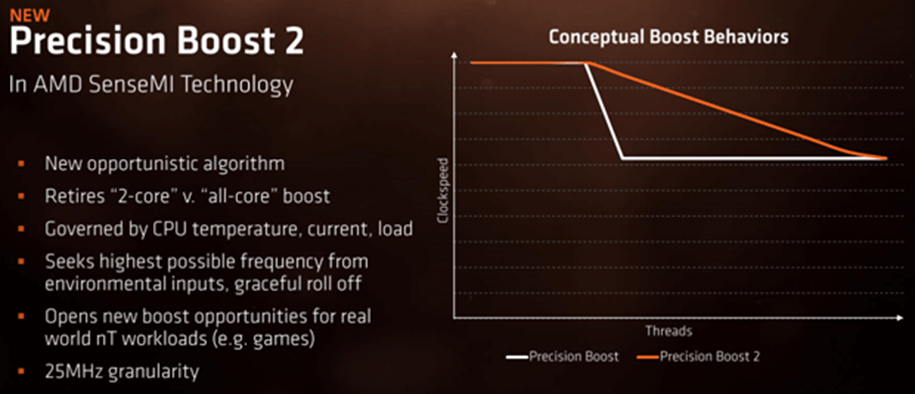 NEW
Precision Boost 2
In AMD SenseMI Technology
New opportunistic algorithm
Retires “2-core” v. “all-core” boost
Governed by CPU temperature, current, load
Seeks highest possible frequency from
environmental inputs, graceful roll off
Opens new boost opportunities for real
world nT workloads (e.g. games)
25MHz granularity
Conceptual Boost Behaviors
Clockspeed
Threads
Precision Boost
Precision Boost 2